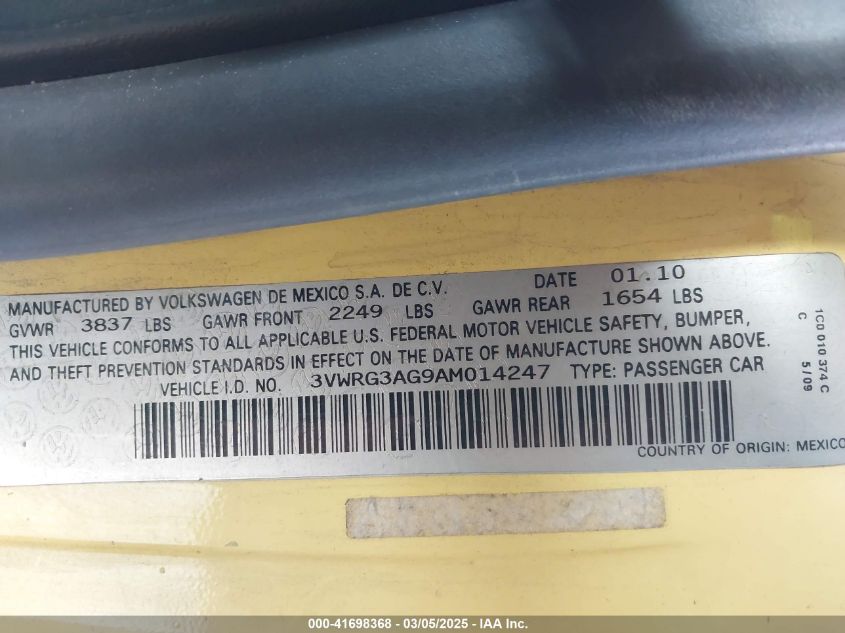 MANUFACTURED BY VOLKSWAGEN DE MEXICO S.A. DE C.V. DATE 01.10
GVWR 3837 LBS GAWR FRONT 2249 LBS GAWR REAR 1654 LBS
THIS VEHICLE CONFORMS TO ALL APPLICABLE U.S. FEDERAL MOTOR VEHICLE SAFETY, BUMPER,
AND THEFT PREVENTION STANDARDS IN EFFECT ON THE DATE OF MANUFACTURE SHOWN ABOVE.
VEHICLE I.D. NO. 3VWRG3AG9AM014247 TYPE: PASSENGER CAR
COUNTRY OF ORIGIN: MEXICO
1C0 010 374 C
C 5/09
000-41698368 - 03/05/2025 - IAAI.com